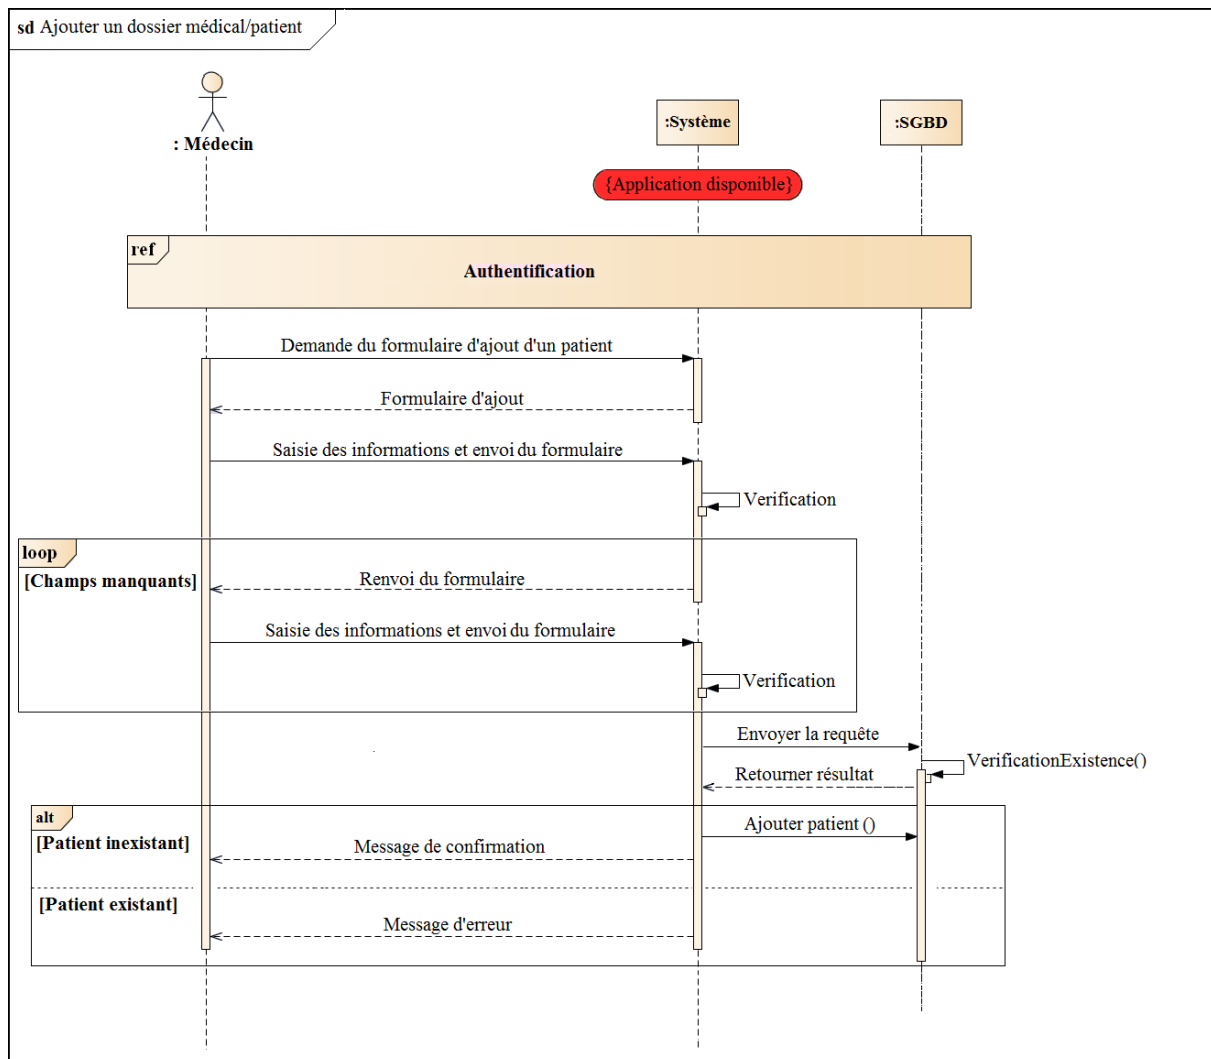 sd Ajouter un dossier médical/patient
: Médecin
:Système
:SGBD
{Application disponible}
ref
Authentification
Demande du formulaire d'ajout d'un patient
Formulaire d'ajout
Saisie des informations et envoi du formulaire
Verification
loop
[Champs manquants]
Renvoi du formulaire
Saisie des informations et envoi du formulaire
Verification
Envoyer la requête
VerificationExistence()
Retourner résultat
alt
[Patient inexistant]
Ajouter patient ()
Message de confirmation
[Patient existant]
Message d'erreur